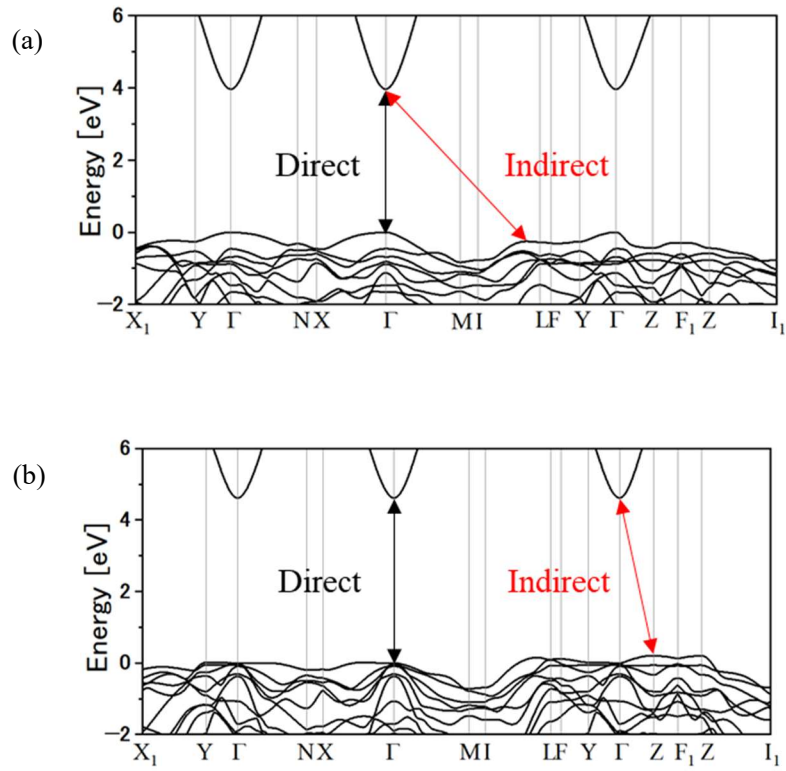 (a)
6
4
2
0
−2
Energy [eV]
Direct
Indirect
X₁ Y Γ N X Γ M I L F Y Γ Z F₁ Z I₁
(b)
6
4
2
0
−2
Energy [eV]
Direct
Indirect
X₁ Y Γ N X Γ M I L F Y Γ Z F₁ Z I₁